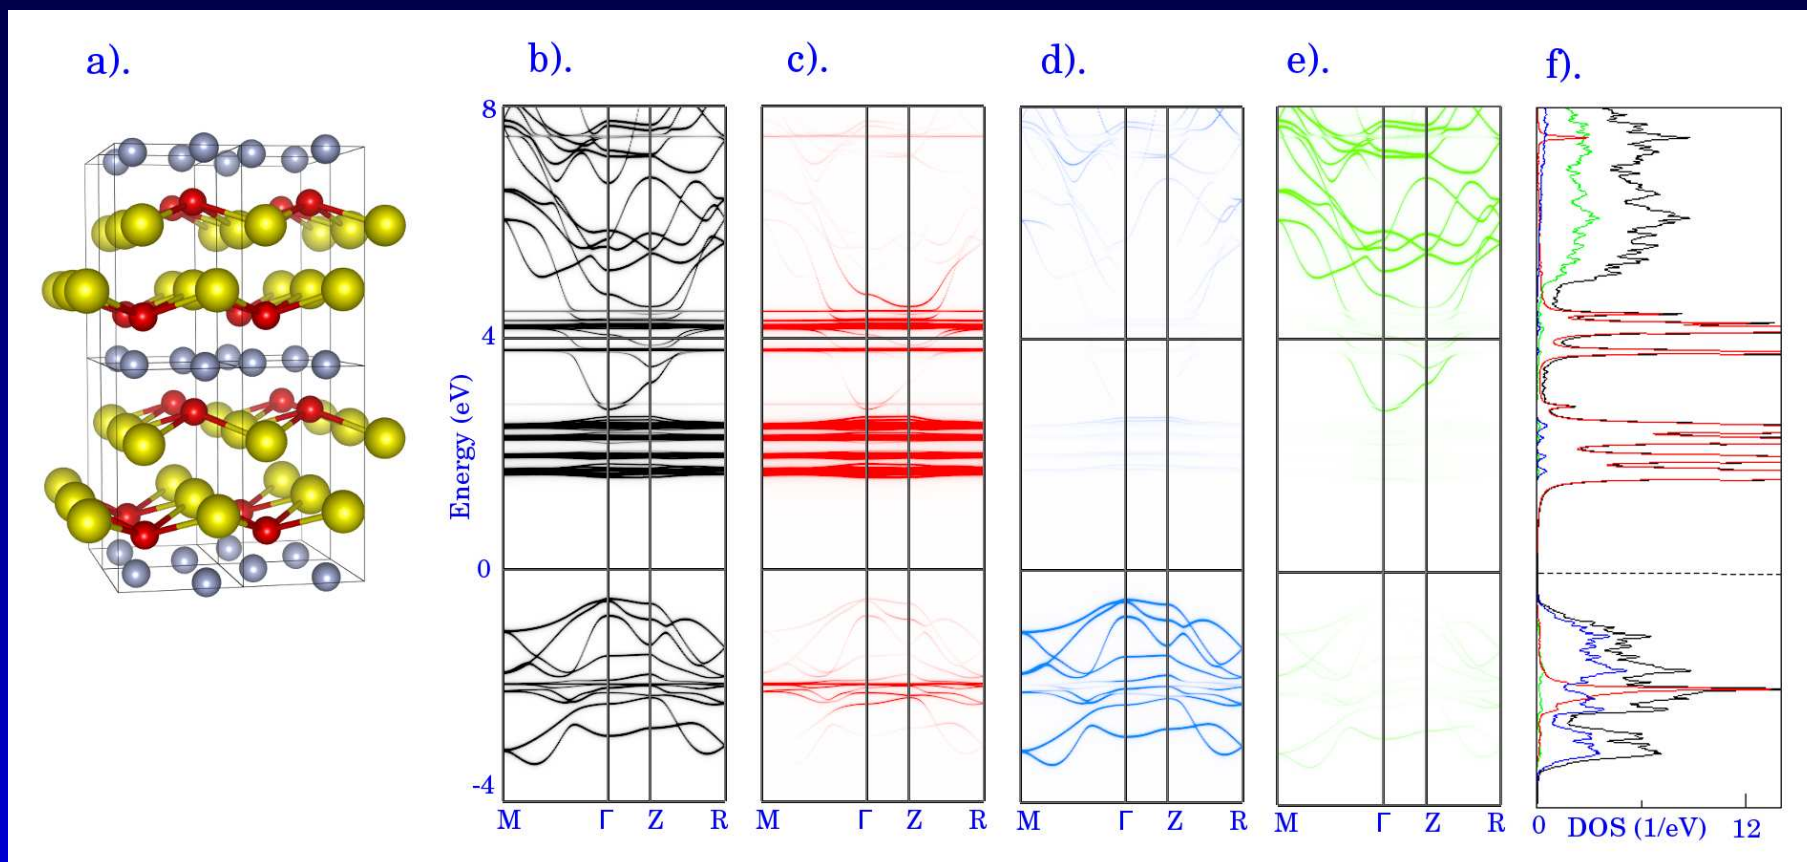 a).
b).
c).
d).
e).
f).
Energy (eV)
8
4
0
-4
M Γ Z R
M Γ Z R
M Γ Z R
M Γ Z R
0 DOS (1/eV) 12